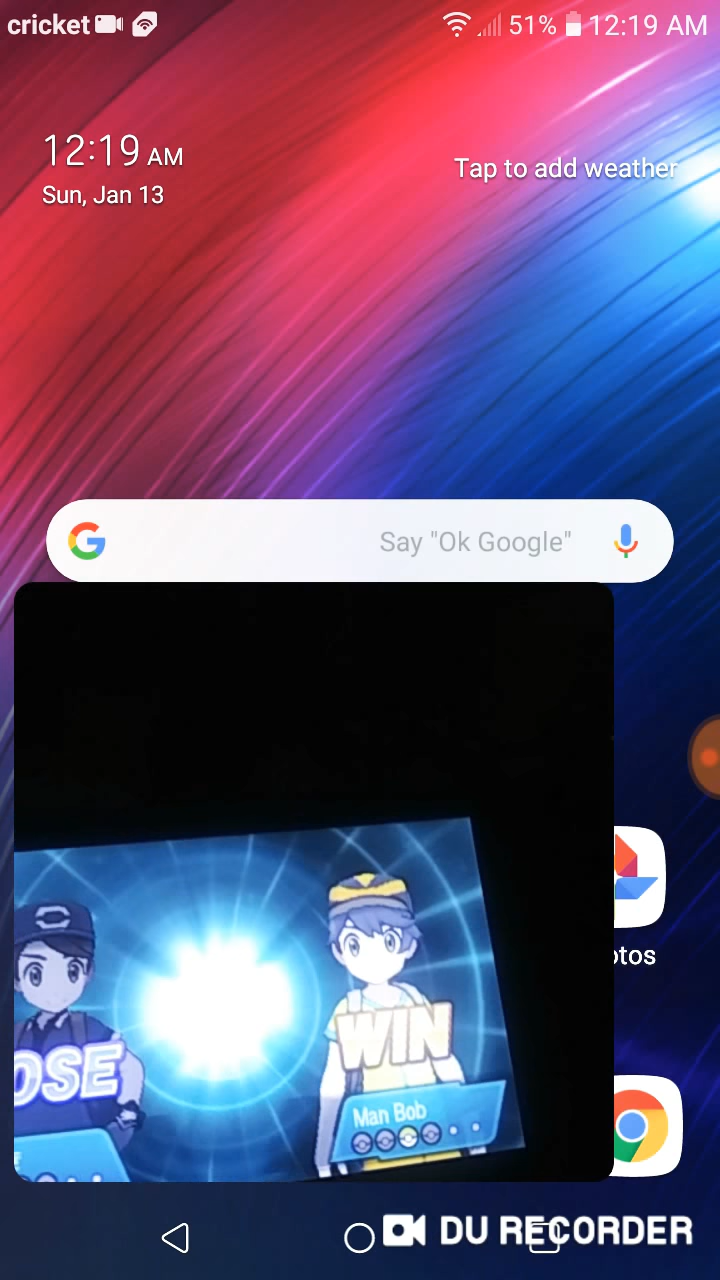 cricket 51% 12:19 AM
12:19 AM
Sun, Jan 13
Tap to add weather
Say "Ok Google"
otos
WIN
OSE
Man Bob
DU RECORDER